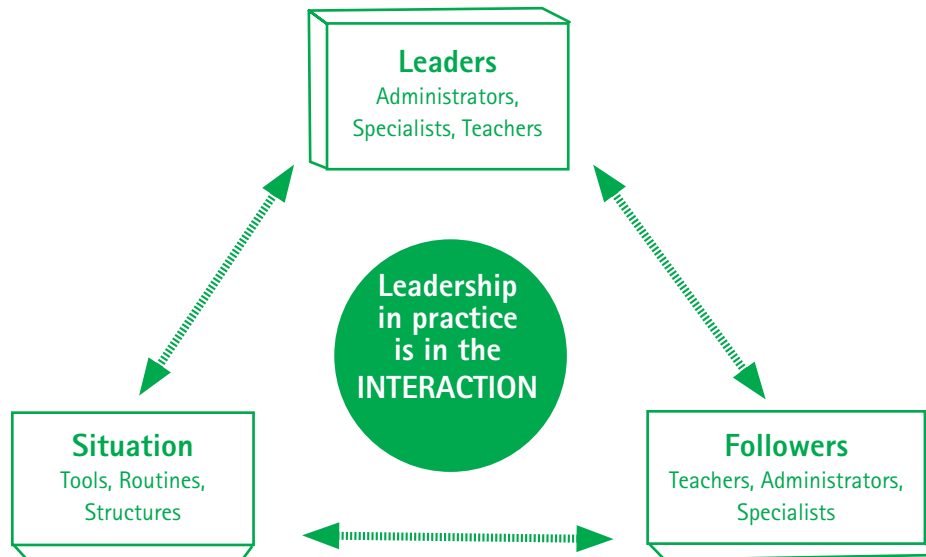 Leaders
Administrators,
Specialists, Teachers
Leadership
in practice
is in the
INTERACTION
Situation
Tools, Routines,
Structures
Followers
Teachers, Administrators,
Specialists